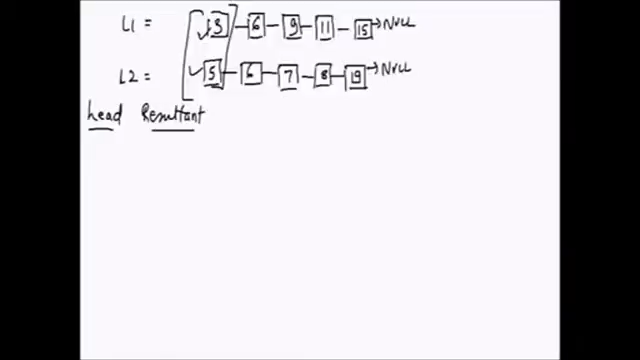 L1 = 3 6 9 11 15 NULL
L2 = 5 6 7 8 19 NULL
head Resultant